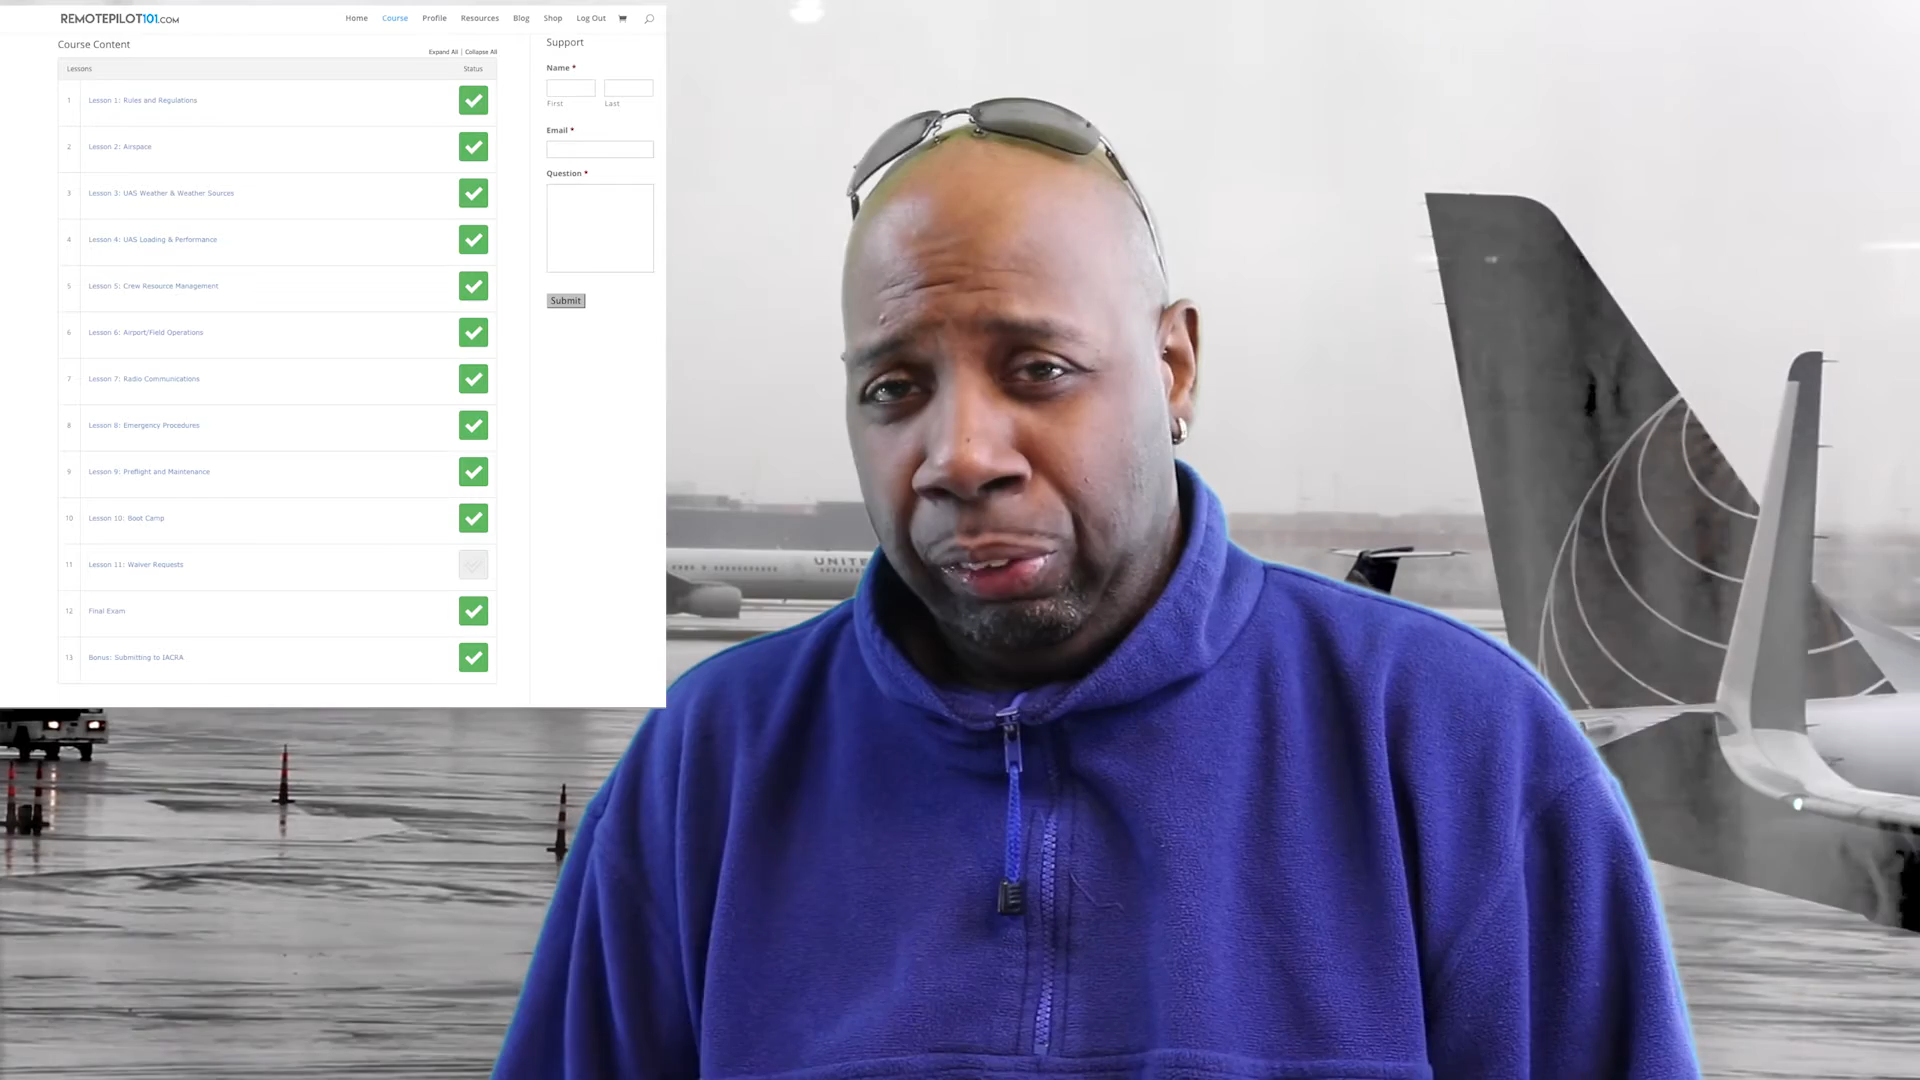 REMOTEPILOT101.COM
Home Course Profile Resources Blog Shop Log Out
Course Content
Expand All | Collapse All
Lessons Status
1 Lesson 1: Rules and Regulations
2 Lesson 2: Airspace
3 Lesson 3: UAS Weather & Weather Sources
4 Lesson 4: UAS Loading & Performance
5 Lesson 5: Crew Resource Management
6 Lesson 6: Airport/Field Operations
7 Lesson 7: Radio Communications
8 Lesson 8: Emergency Procedures
9 Lesson 9: Preflight and Maintenance
10 Lesson 10: Boot Camp
11 Lesson 11: Waiver Requests
12 Final Exam
13 Bonus: Submitting to IACRA
Support
Name *
First Last
Email *
Question *
Submit
UNITE